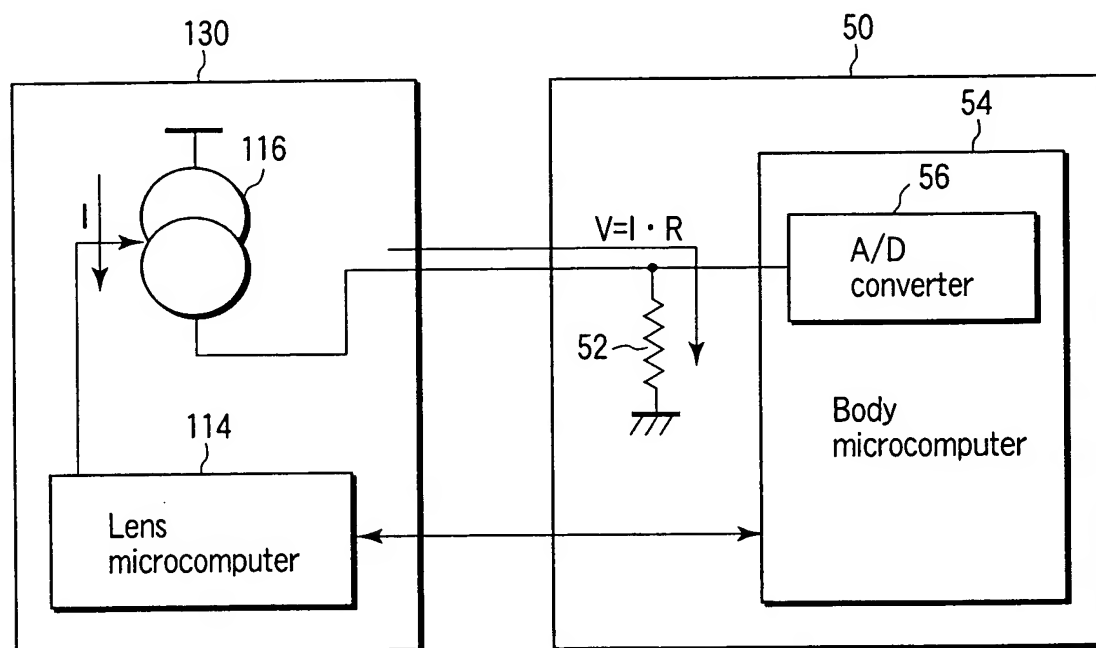 130
50
116
54
56
I
V=I・R
A/D
converter
52
Body
microcomputer
114
Lens
microcomputer